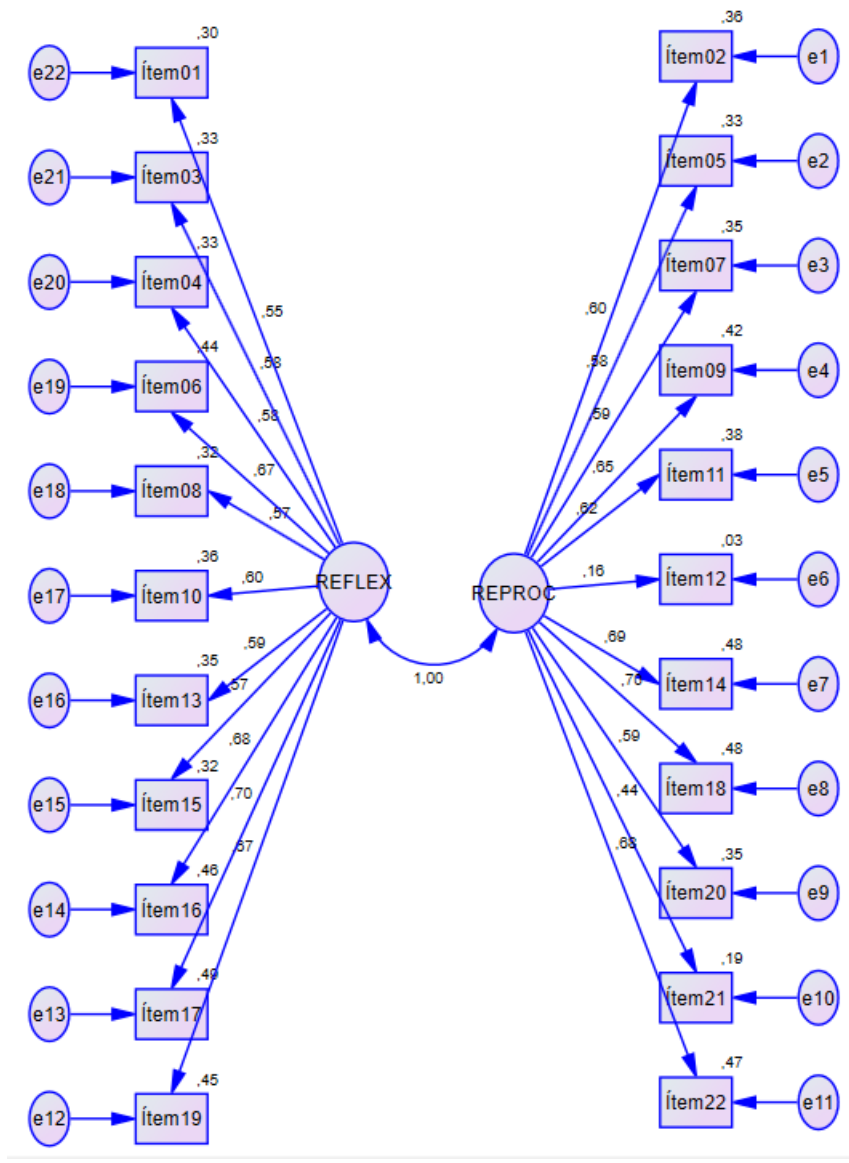 ,30
e22
Ítem01
,33
e21
Ítem03
,33
e20
Ítem04
,44
e19
Ítem06
,32
e18
Ítem08
,36
e17
Ítem10
,35
e16
Ítem13
,32
e15
Ítem15
,46
e14
Ítem16
,49
e13
Ítem17
,45
e12
Ítem19
,55
,58
,58
,67
,57
,60
,59
,57
,68
,70
,67
REFLEX
1,00
REPROC
,60
,58
,59
,65
,62
,16
,69
,59
,44
,68
,36
Ítem02
e1
,33
Ítem05
e2
,35
Ítem07
e3
,42
Ítem09
e4
,38
Ítem11
e5
,03
Ítem12
e6
,48
Ítem14
e7
,48
Ítem18
e8
,35
Ítem20
e9
,19
Ítem21
e10
,47
Ítem22
e11